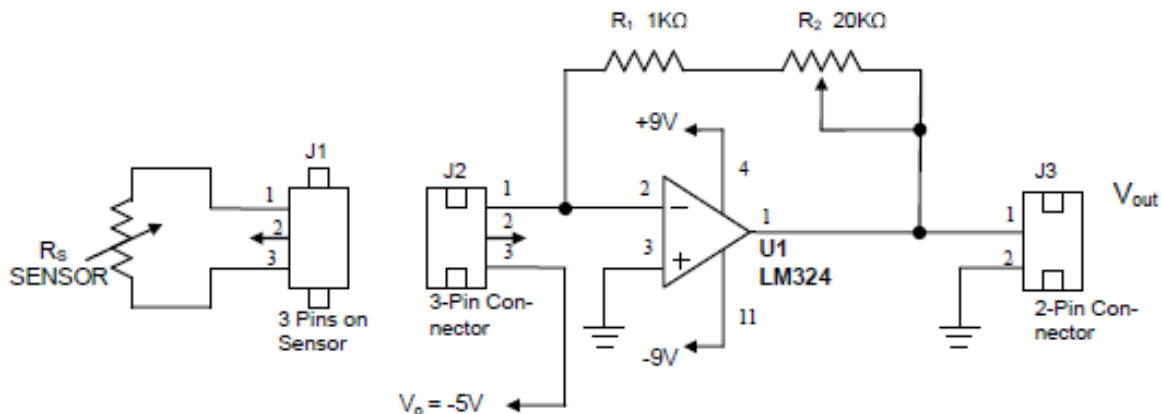 R₁ 1KΩ
R₂ 20KΩ
+9V
4
J1
J2
J3
1
1
2
1
1
Vout
2
2
3
3
3
2
RS
SENSOR
U1
LM324
3 Pins on
Sensor
3-Pin Con-
nector
11
-9V
2-Pin Con-
nector
Vo = -5V